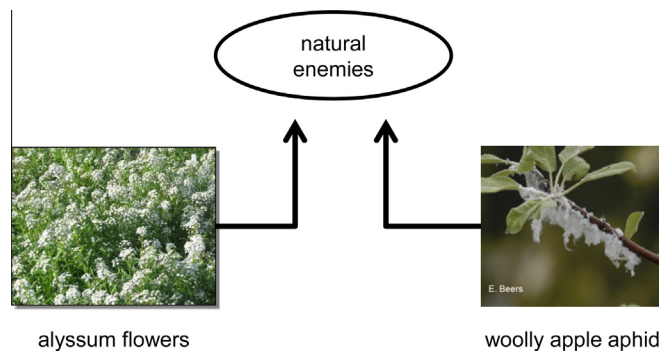 natural
enemies
E. Beers
alyssum flowers
woolly apple aphid